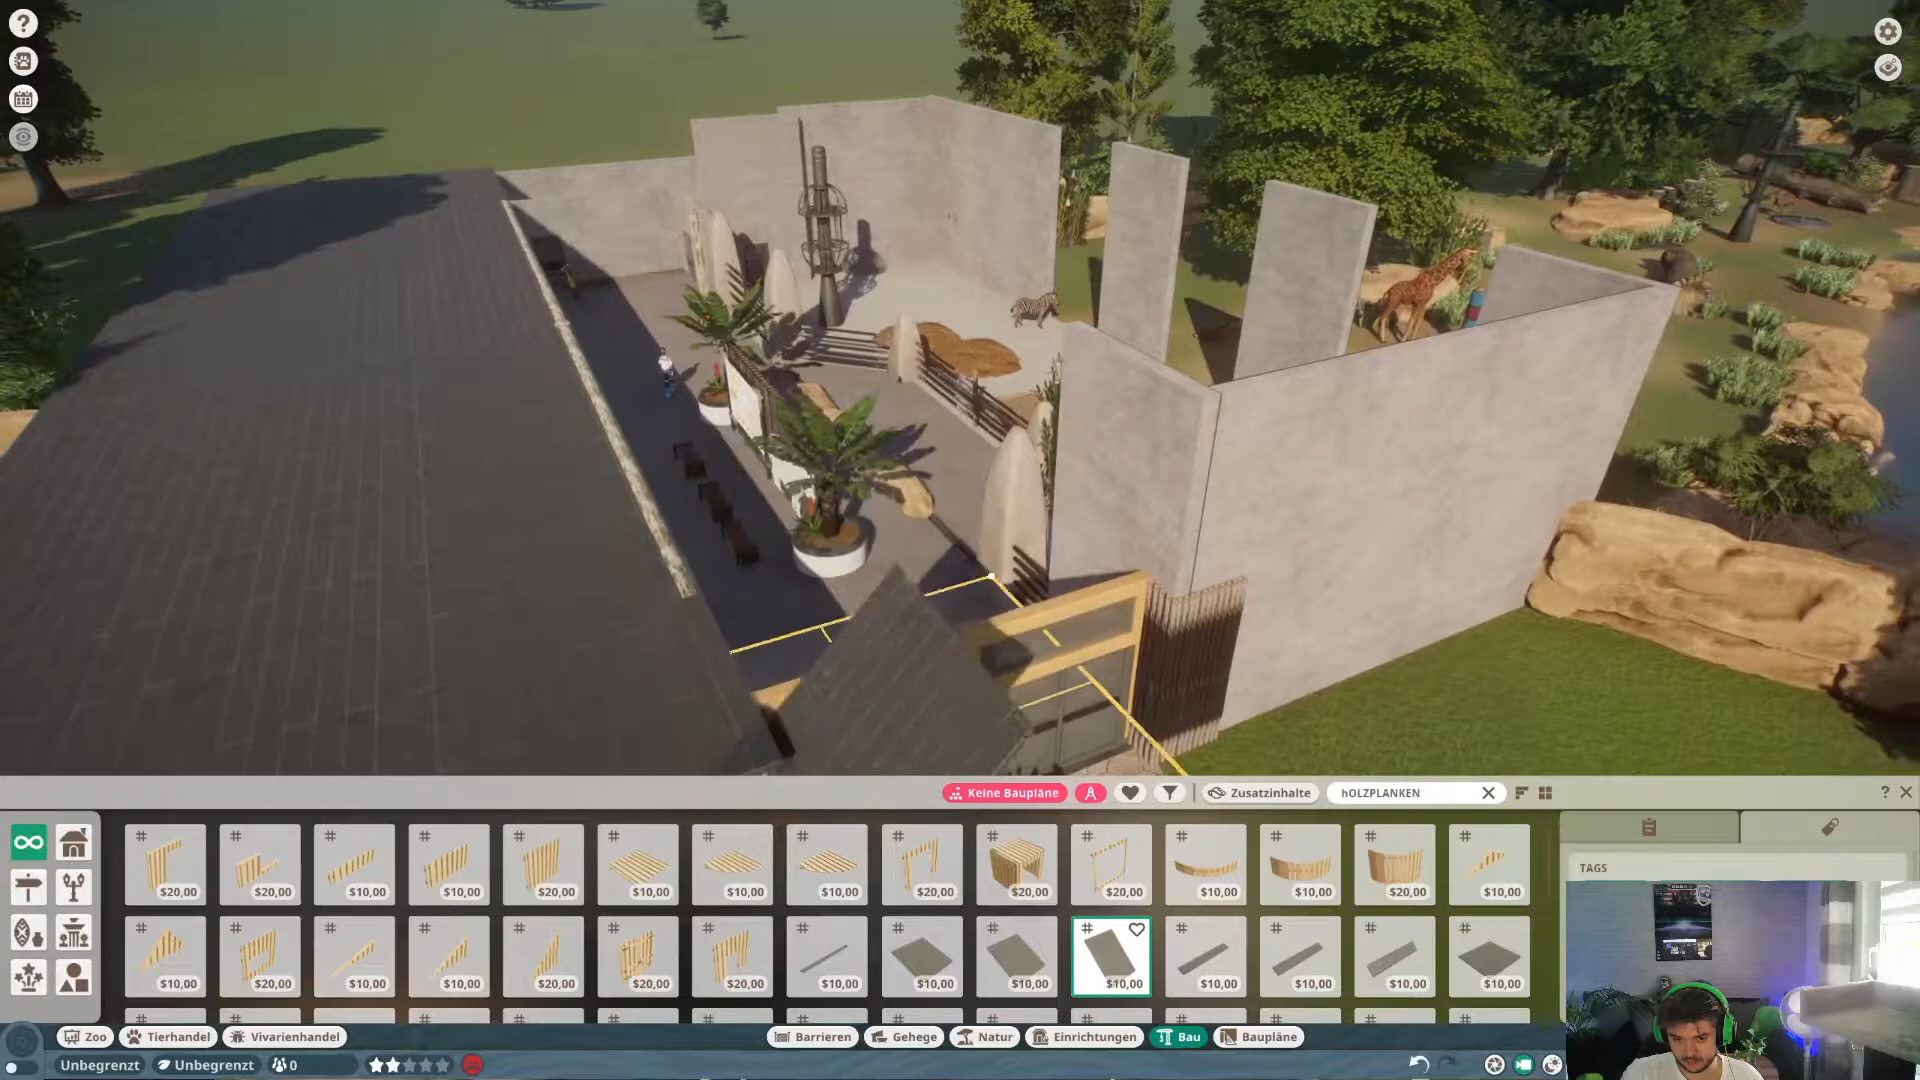 Keine Baupläne
Zusatzinhalte
hOLZPLANKEN
?
$20,00 $20,00 $10,00 $10,00 $20,00 $10,00 $10,00 $10,00 $20,00 $20,00 $20,00 $10,00 $10,00 $20,00 $10,00
TAGS
$10,00 $20,00 $10,00 $10,00 $20,00 $20,00 $20,00 $10,00 $10,00 $10,00 $10,00 $10,00 $10,00 $10,00 $10,00
Zoo Tierhandel Vivarienhandel Barrieren Gehege Natur Einrichtungen Bau Baupläne
Unbegrenzt Unbegrenzt 0